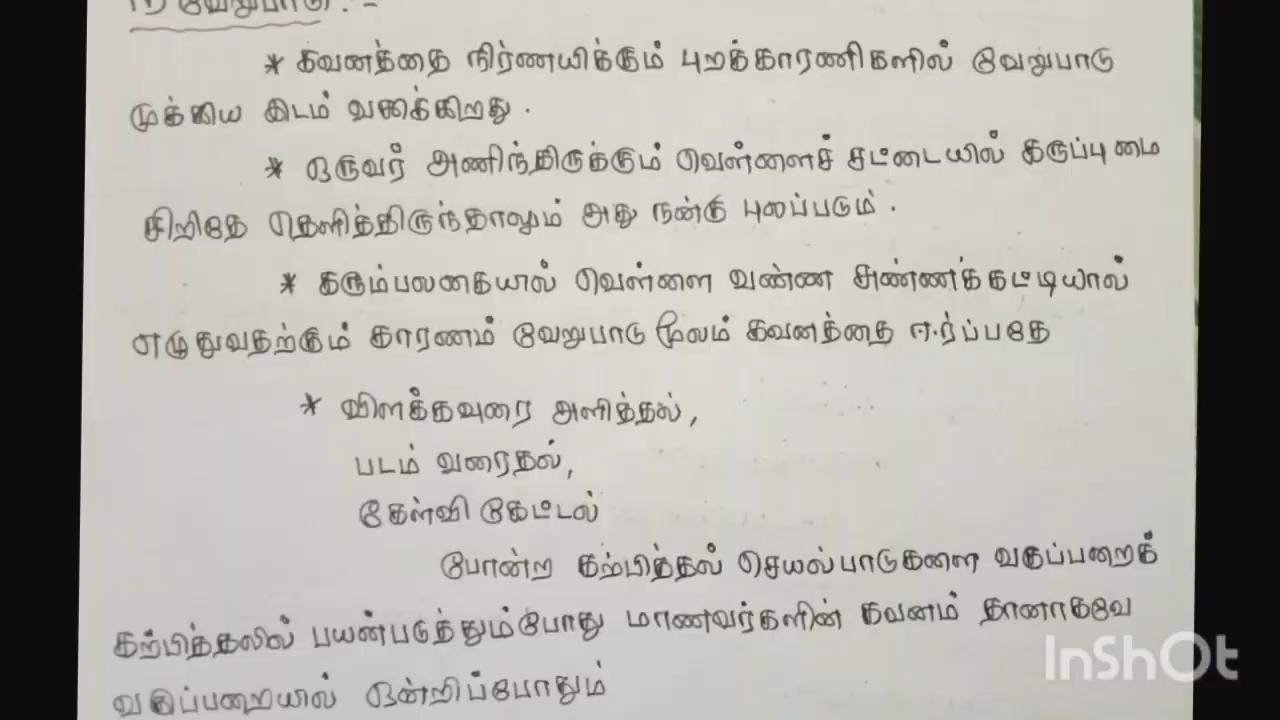 வேறுபாடு :-
* கவனத்தை நிர்ணயிக்கும் புறக்காரணிகளில் வேறுபாடு
முக்கிய இடம் வகிக்கிறது.
* ஒருவர் அணிந்திருக்கும் வெள்ளைச் சட்டையில் கருப்பு மை
சிறிதே தெளித்திருந்தாலும் அது நன்கு புலப்படும்.
* கரும்பலகையில் வெள்ளை வண்ண சுண்ணக்கட்டியால்
எழுதுவதற்கும் காரணம் வேறுபாடு மூலம் கவனத்தை ஈர்ப்பதே
* விளக்கவுரை அளித்தல்,
படம் வரைதல்,
கேள்வி கேட்டல்
போன்ற கற்பித்தல் செயல்பாடுகளை வகுப்பறைக்
கற்பித்தலில் பயன்படுத்தும்போது மாணவர்களின் கவனம் தானாகவே
வகுப்பறையில் ஒன்றிப்போதும்
InShOt